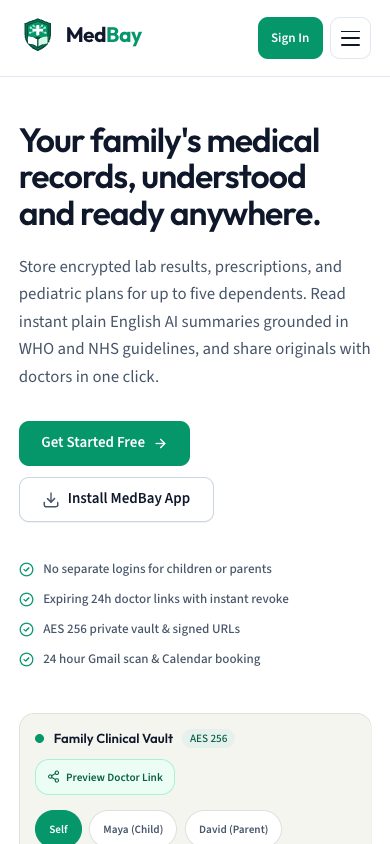 MedBay
Sign In
Your family's medical
records, understood
and ready anywhere.
Store encrypted lab results, prescriptions, and
pediatric plans for up to five dependents. Read
instant plain English AI summaries grounded in
WHO and NHS guidelines, and share originals with
doctors in one click.
Get Started Free
Install MedBay App
No separate logins for children or parents
Expiring 24h doctor links with instant revoke
AES 256 private vault & signed URLs
24 hour Gmail scan & Calendar booking
Family Clinical Vault AES 256
Preview Doctor Link
Self Maya (Child) David (Parent)